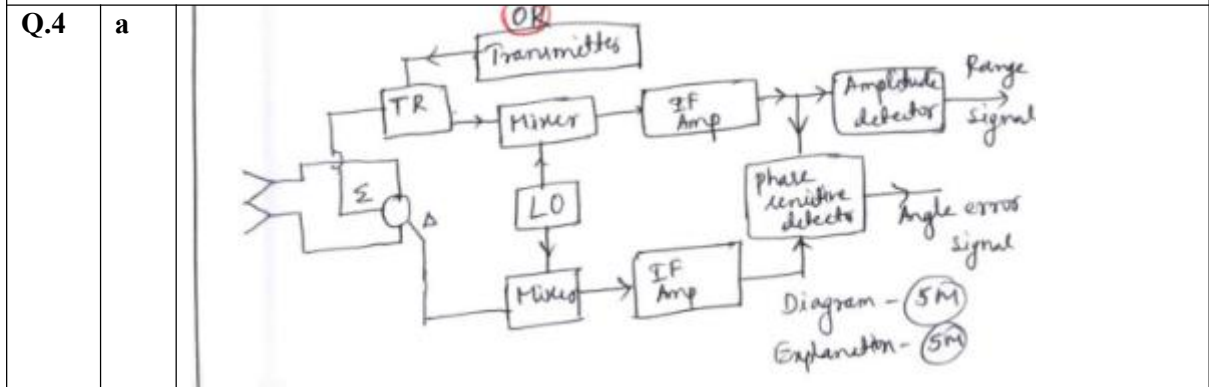 Q.4 a
OR
Transmitter
TR
Mixer
IF
Amp
Amplitude
detector
Range
signal
Σ
Δ
LO
phase
sensitive
detector
Angle error
signal
Mixer
IF
Amp
Diagram - 5M
Explanation - 5M